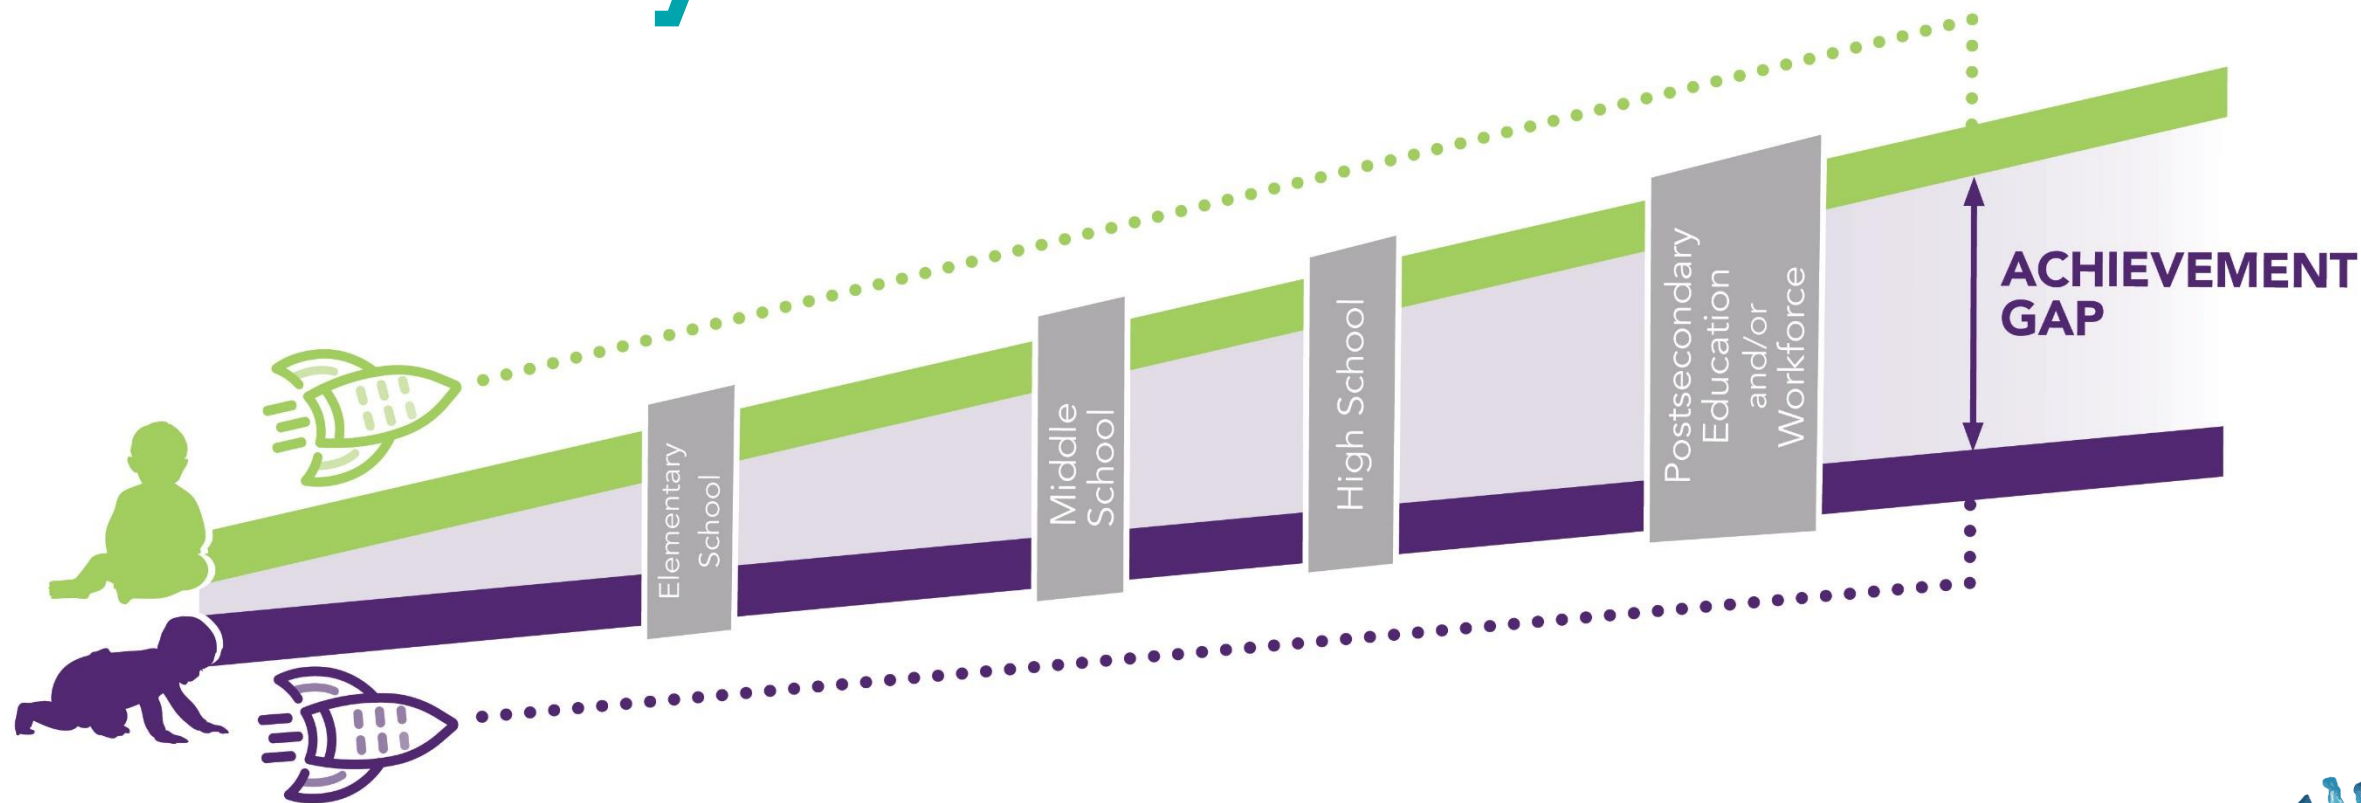 Elementary
School
Middle
School
High School
Postsecondary
Education
and/or
Workforce
ACHIEVEMENT
GAP